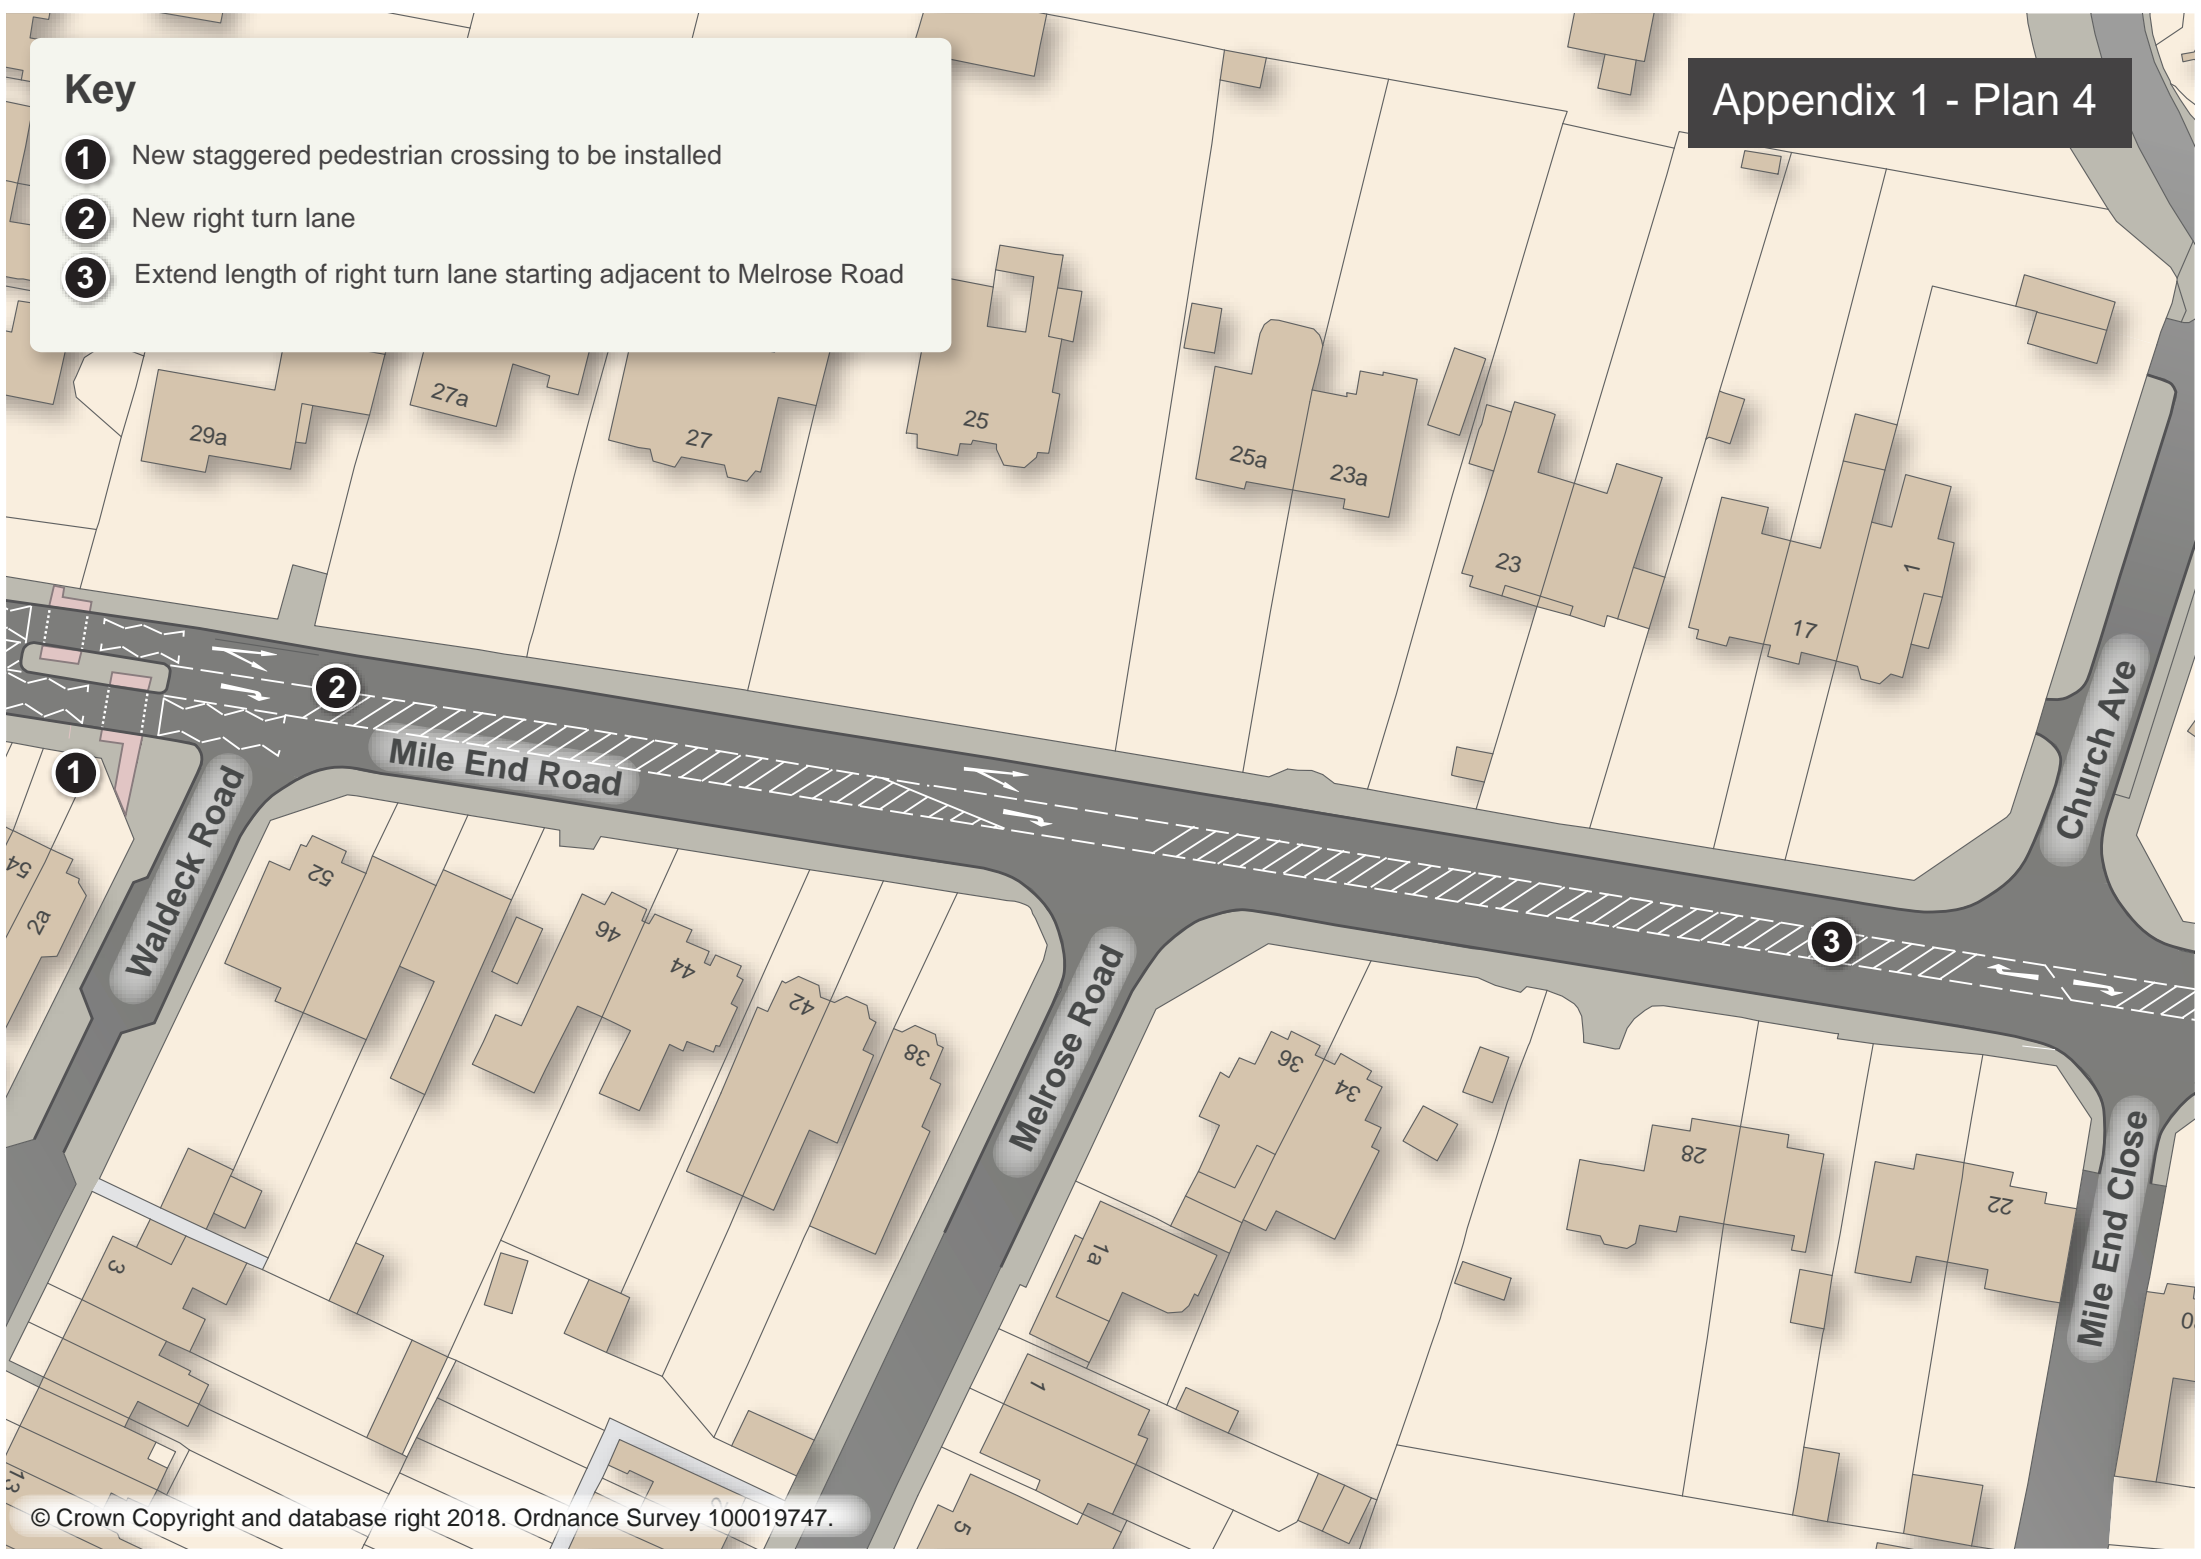 Key
1 New staggered pedestrian crossing to be installed
2 New right turn lane
3 Extend length of right turn lane starting adjacent to Melrose Road
Appendix 1 - Plan 4
29a
27a
27
25
25a
23a
23
17
1
2
Mile End Road
1
Waldeck Road
Church Ave
3
54
2a
52
46
44
42
38
Melrose Road
36
34
28
22
Mile End Close
3
1a
1
13
5
© Crown Copyright and database right 2018. Ordnance Survey 100019747.